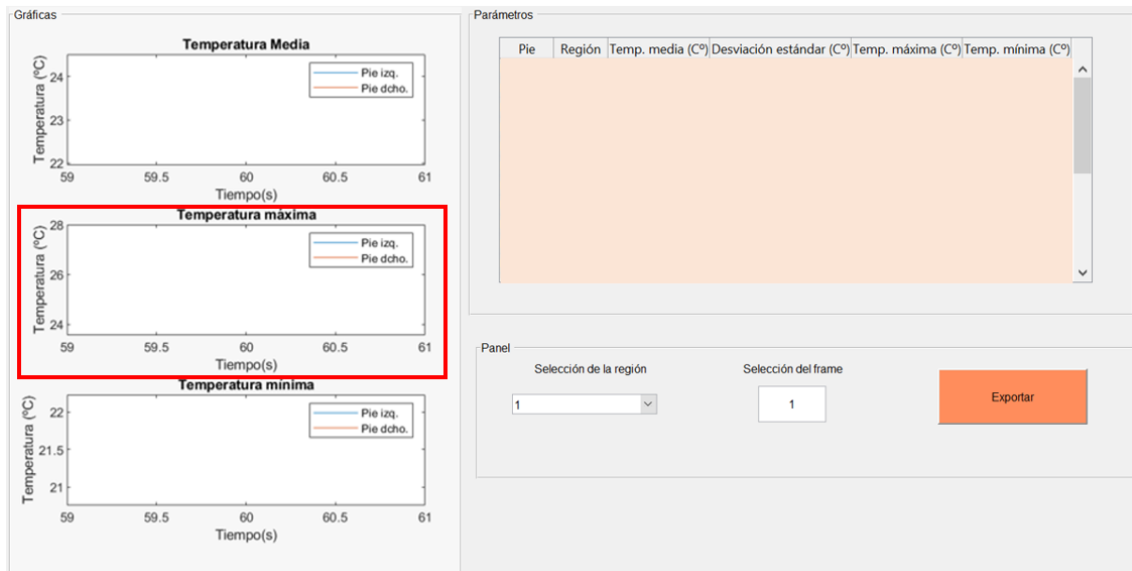 Gráficas
Temperatura Media
Temperatura (ºC)
24
23
22
Pie izq.
Pie dcho.
59 59.5 60 60.5 61
Tiempo(s)
Temperatura máxima
Temperatura (ºC)
28
26
24
Pie izq.
Pie dcho.
59 59.5 60 60.5 61
Tiempo(s)
Temperatura mínima
Temperatura (ºC)
22
21.5
21
Pie izq.
Pie dcho.
59 59.5 60 60.5 61
Tiempo(s)
Parámetros
Pie Región Temp. media (Cº) Desviación estándar (Cº) Temp. máxima (Cº) Temp. mínima (Cº)
Panel
Selección de la región Selección del frame
1 1 Exportar